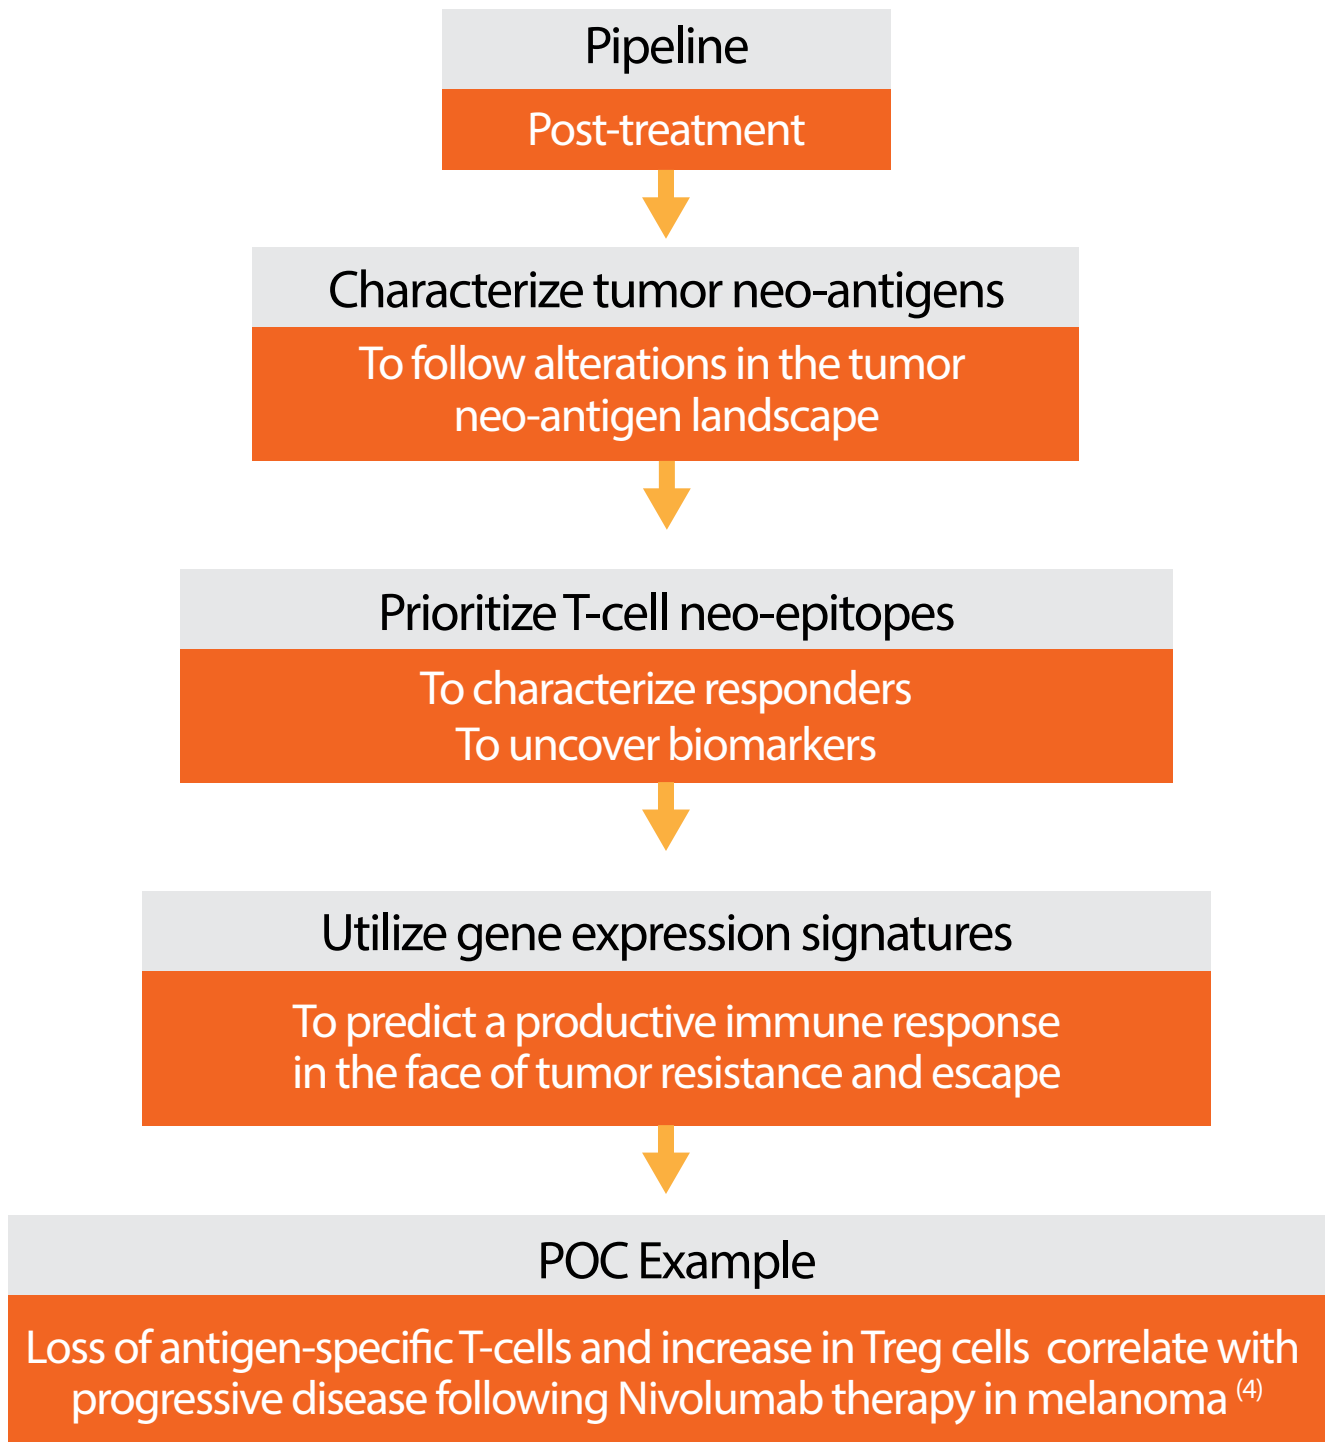 Pipeline
Post-treatment
Characterize tumor neo-antigens
To follow alterations in the tumor
neo-antigen landscape
Prioritize T-cell neo-epitopes
To characterize responders
To uncover biomarkers
Utilize gene expression signatures
To predict a productive immune response
in the face of tumor resistance and escape
POC Example
Loss of antigen-specific T-cells and increase in Treg cells correlate with
progressive disease following Nivolumab therapy in melanoma (4)